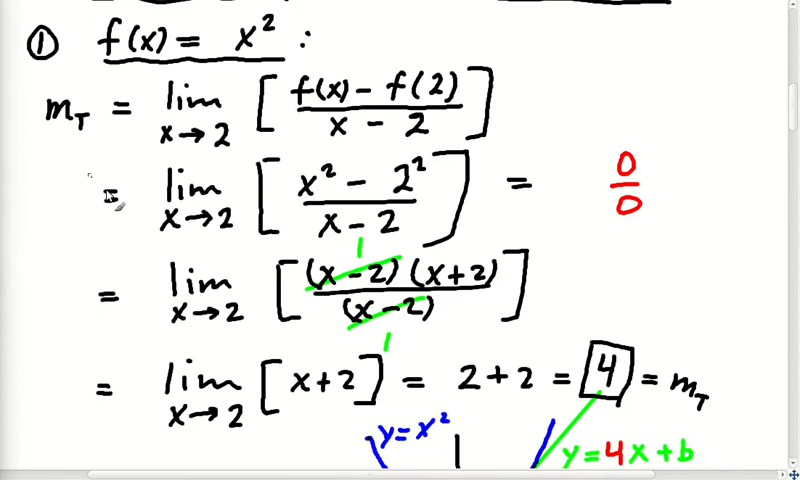 ① f(x) = x² :
m_T = lim x→2 [ (f(x) − f(2)) / (x − 2) ]
= lim x→2 [ (x² − 2²) / (x − 2) ] = 0/0
= lim x→2 [ (x−2)(x+2) / (x−2) ] 1 1
= lim x→2 [ x+2 ] = 2+2 = 4 = m_T
y=x²
y=4x+b